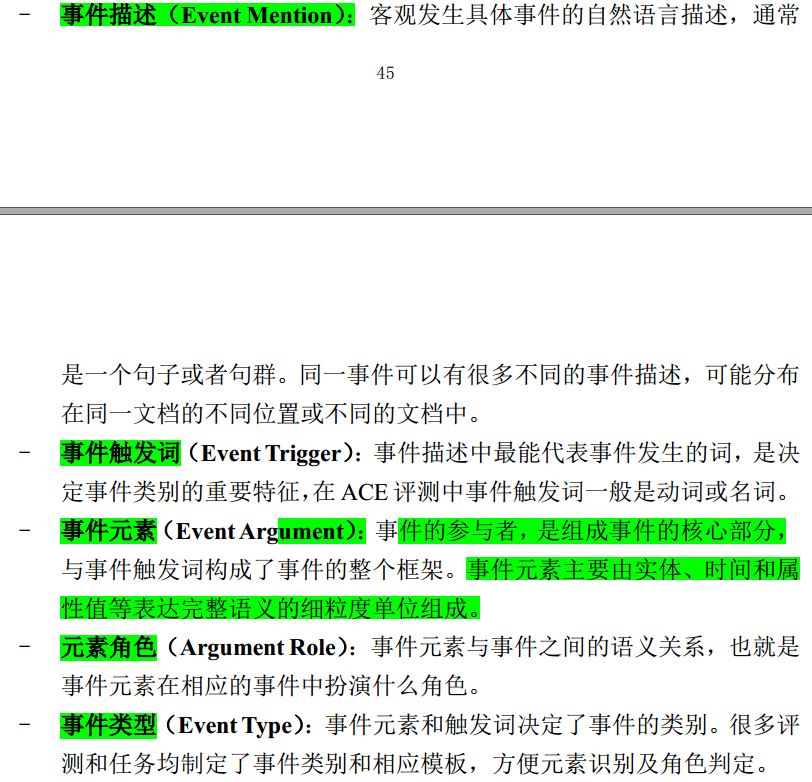 – 事件描述（Event Mention）：客观发生具体事件的自然语言描述，通常
45
是一个句子或者句群。同一事件可以有很多不同的事件描述，可能分布
在同一文档的不同位置或不同的文档中。
– 事件触发词（Event Trigger）：事件描述中最能代表事件发生的词，是决
定事件类别的重要特征，在 ACE 评测中事件触发词一般是动词或名词。
– 事件元素（Event Argument）：事件的参与者，是组成事件的核心部分，
与事件触发词构成了事件的整个框架。事件元素主要由实体、时间和属
性值等表达完整语义的细粒度单位组成。
– 元素角色（Argument Role）：事件元素与事件之间的语义关系，也就是
事件元素在相应的事件中扮演什么角色。
– 事件类型（Event Type）：事件元素和触发词决定了事件的类别。很多评
测和任务均制定了事件类别和相应模板，方便元素识别及角色判定。